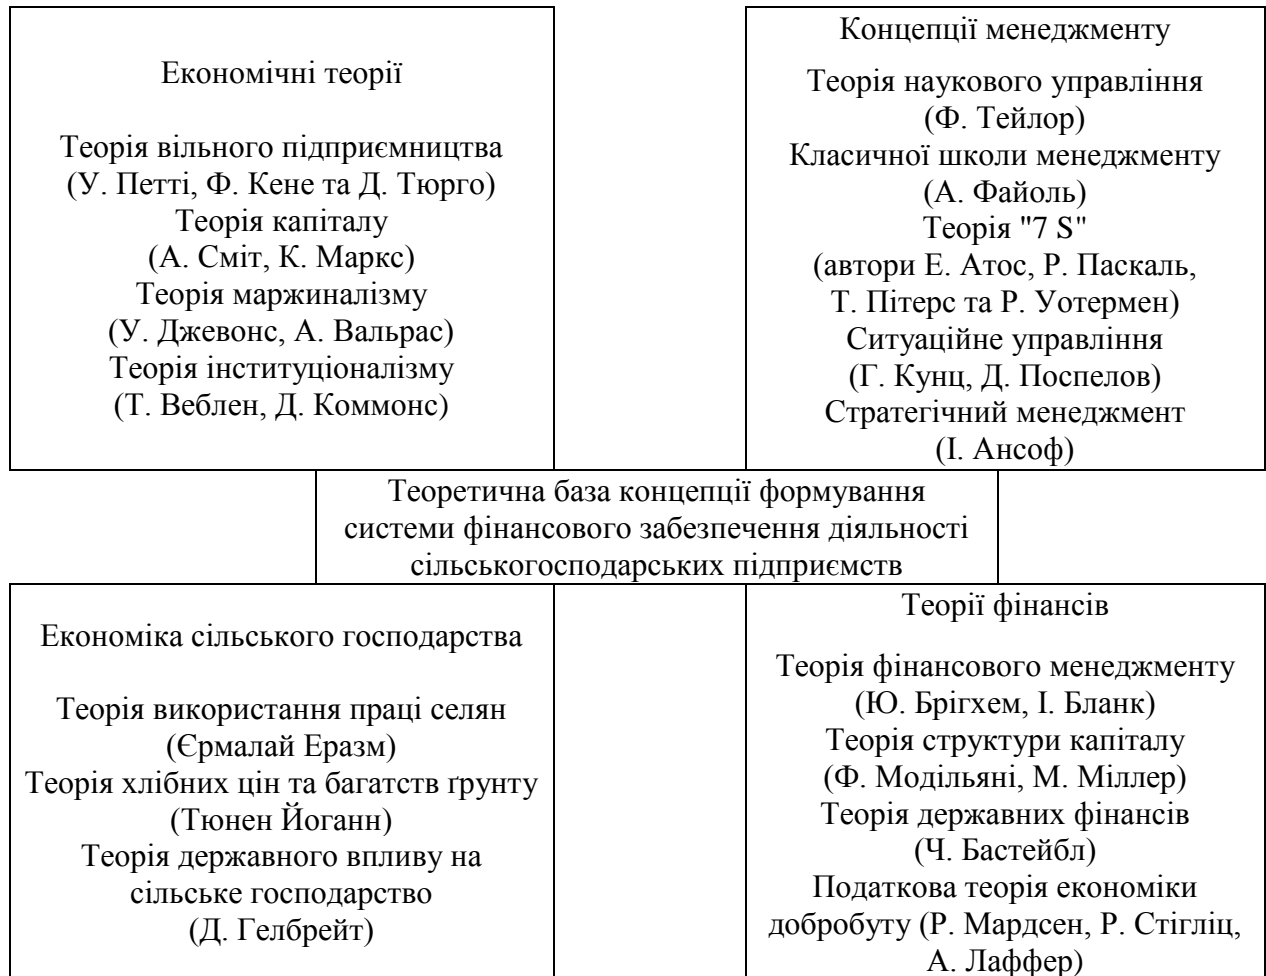 Економічні теорії
Теорія вільного підприємництва
(У. Петті, Ф. Кене та Д. Тюрго)
Теорія капіталу
(А. Сміт, К. Маркс)
Теорія маржиналізму
(У. Джевонс, А. Вальрас)
Теорія інституціоналізму
(Т. Веблен, Д. Коммонс)
Концепції менеджменту
Теорія наукового управління
(Ф. Тейлор)
Класичної школи менеджменту
(А. Файоль)
Теорія "7 S"
(автори Е. Атос, Р. Паскаль,
Т. Пітерс та Р. Уотермен)
Ситуаційне управління
(Г. Кунц, Д. Поспелов)
Стратегічний менеджмент
(І. Ансоф)
Теоретична база концепції формування
системи фінансового забезпечення діяльності
сільськогосподарських підприємств
Економіка сільського господарства
Теорія використання праці селян
(Єрмалай Еразм)
Теорія хлібних цін та багатств ґрунту
(Тюнен Йоганн)
Теорія державного впливу на
сільське господарство
(Д. Гелбрейт)
Теорії фінансів
Теорія фінансового менеджменту
(Ю. Брігхем, І. Бланк)
Теорія структури капіталу
(Ф. Модільяні, М. Міллер)
Теорія державних фінансів
(Ч. Бастейбл)
Податкова теорія економіки
добробуту (Р. Мардсен, Р. Стігліц,
А. Лаффер)